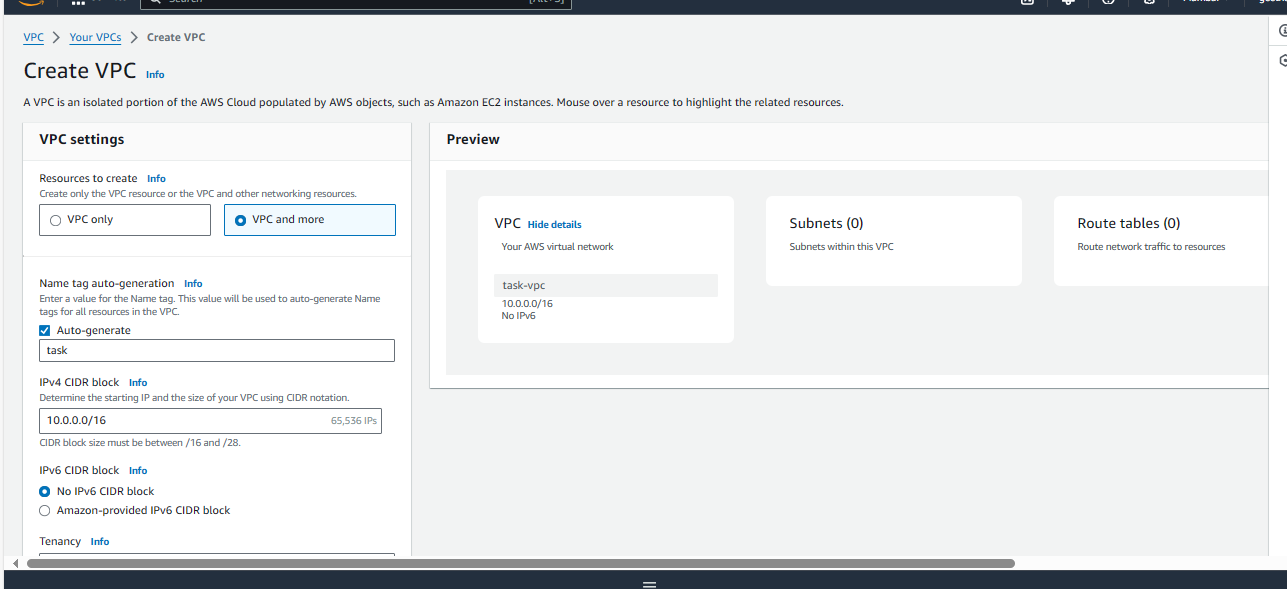 Search [Alt+S]
VPC > Your VPCs > Create VPC
Create VPC Info
A VPC is an isolated portion of the AWS Cloud populated by AWS objects, such as Amazon EC2 instances. Mouse over a resource to highlight the related resources.
VPC settings
Resources to create Info
Create only the VPC resource or the VPC and other networking resources.
VPC only
VPC and more
Name tag auto-generation Info
Enter a value for the Name tag. This value will be used to auto-generate Name
tags for all resources in the VPC.
Auto-generate
task
IPv4 CIDR block Info
Determine the starting IP and the size of your VPC using CIDR notation.
10.0.0.0/16 65,536 IPs
CIDR block size must be between /16 and /28.
IPv6 CIDR block Info
No IPv6 CIDR block
Amazon-provided IPv6 CIDR block
Tenancy Info
Preview
VPC Hide details
Your AWS virtual network
task-vpc
10.0.0.0/16
No IPv6
Subnets (0)
Subnets within this VPC
Route tables (0)
Route network traffic to resources